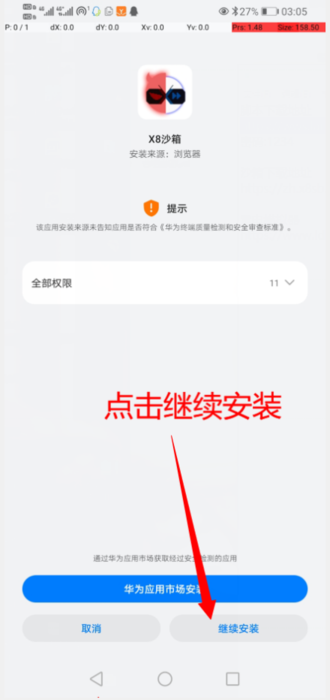 27% 03:05
P: 0 / 1 dX: 0.0 dY: 0.0 Xv: 0.0 Yv: 0.0 Prs: 1.48 Size: 158.50
X8沙箱
安装来源：浏览器
提示
该应用安装来源未告知应用是否符合《华为终端质量检测和安全审查标准》。
全部权限 11
点击继续安装
通过华为应用市场获取经过安全检测的应用
华为应用市场安装
取消 继续安装